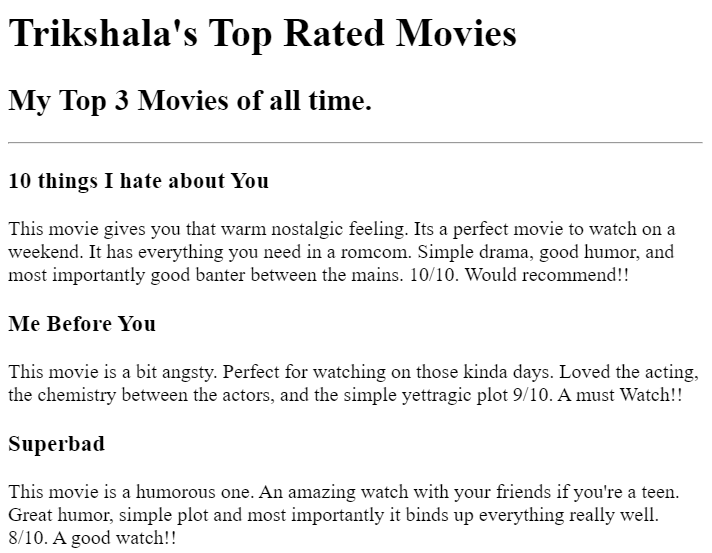 Trikshala's Top Rated Movies
My Top 3 Movies of all time.
10 things I hate about You
This movie gives you that warm nostalgic feeling. Its a perfect movie to watch on a
weekend. It has everything you need in a romcom. Simple drama, good humor, and
most importantly good banter between the mains. 10/10. Would recommend!!
Me Before You
This movie is a bit angsty. Perfect for watching on those kinda days. Loved the acting,
the chemistry between the actors, and the simple yettragic plot 9/10. A must Watch!!
Superbad
This movie is a humorous one. An amazing watch with your friends if you're a teen.
Great humor, simple plot and most importantly it binds up everything really well.
8/10. A good watch!!